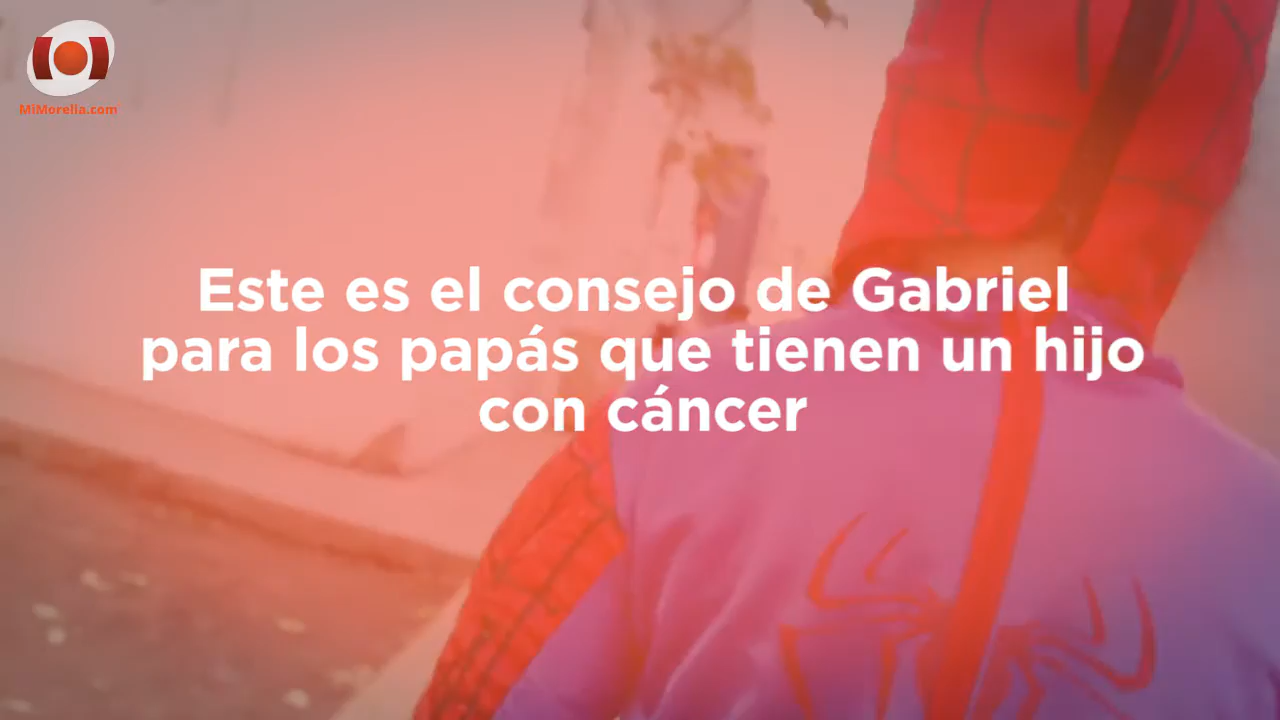 MiMorelia.com
Este es el consejo de Gabriel
para los papás que tienen un hijo
con cáncer